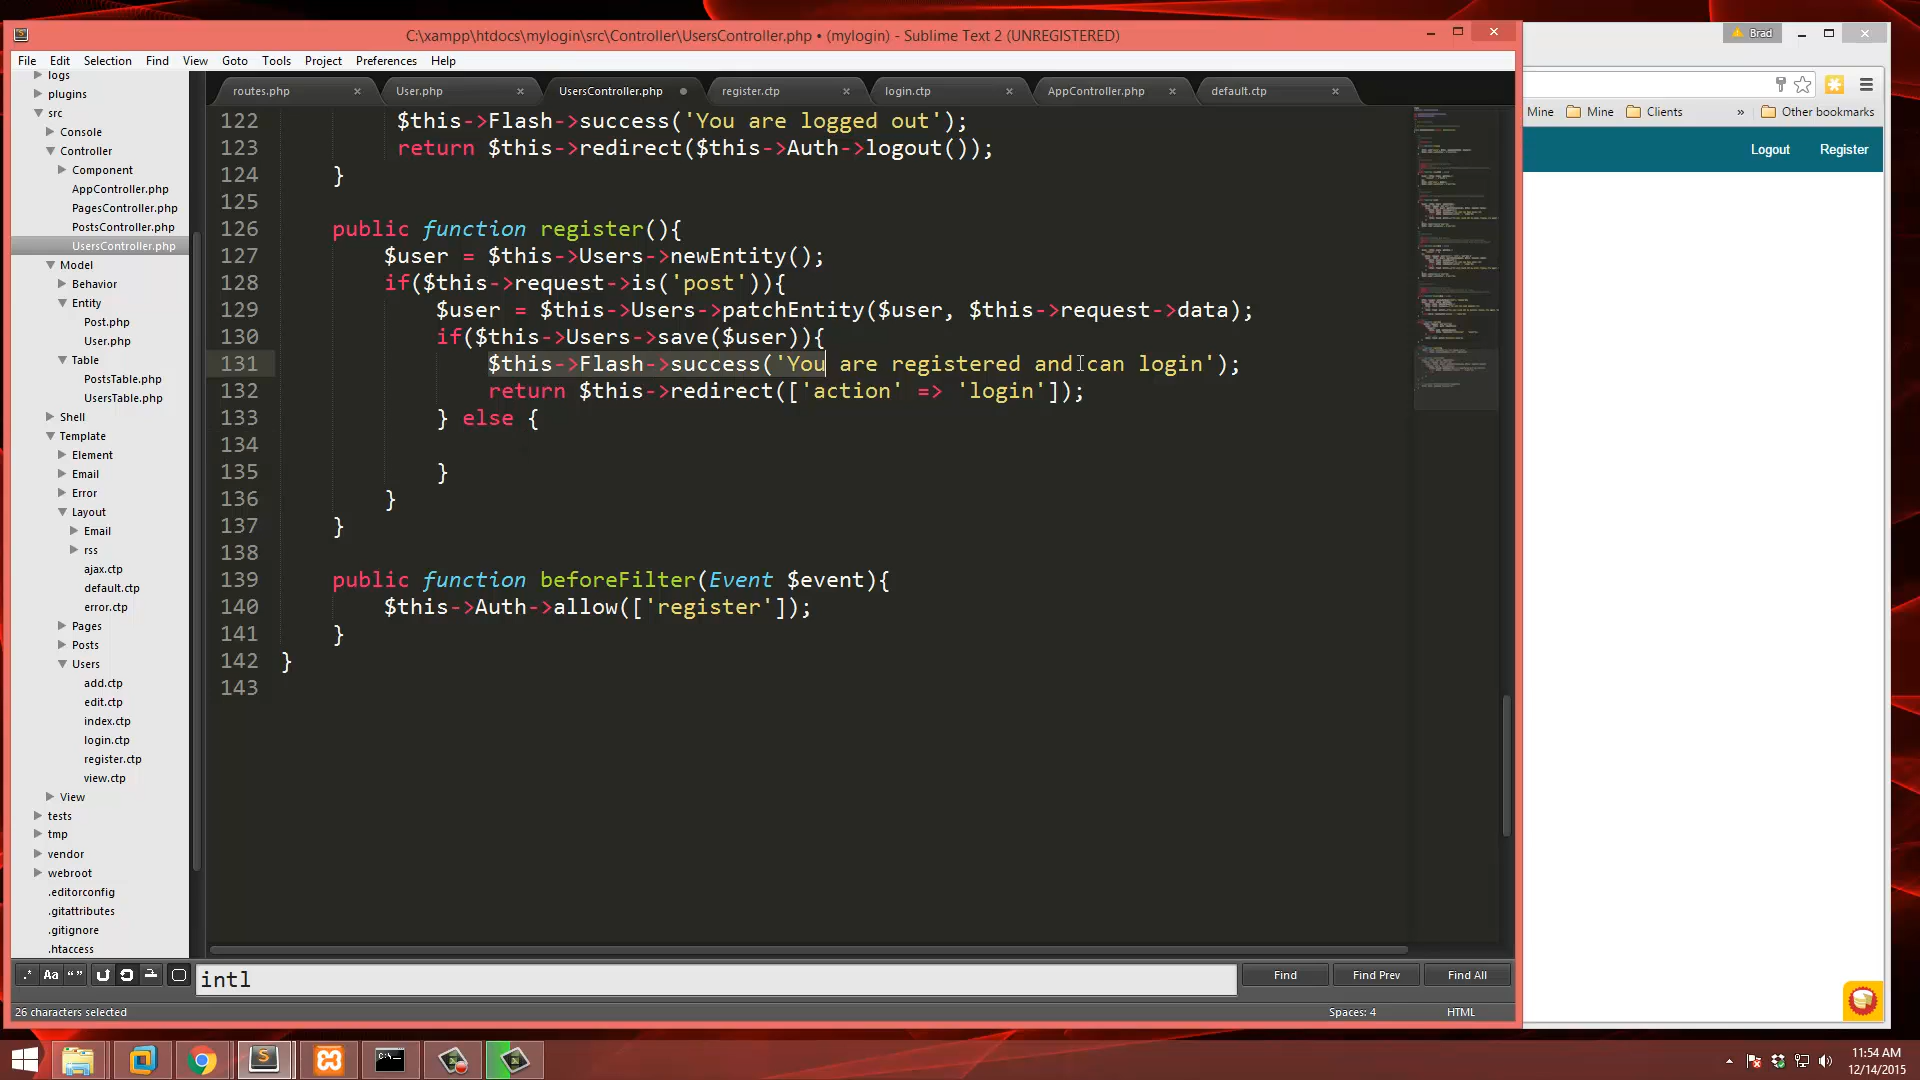 C:\xampp\htdocs\mylogin\src\Controller\UsersController.php • (mylogin) - Sublime Text 2 (UNREGISTERED)
File Edit Selection Find View Goto Tools Project Preferences Help
logs
plugins
src
Console
Controller
Component
AppController.php
PagesController.php
PostsController.php
UsersController.php
Model
Behavior
Entity
Post.php
User.php
Table
PostsTable.php
UsersTable.php
Shell
Template
Element
Email
Error
Layout
Email
rss
ajax.ctp
default.ctp
error.ctp
Pages
Posts
Users
add.ctp
edit.ctp
index.ctp
login.ctp
register.ctp
view.ctp
View
tests
tmp
vendor
webroot
.editorconfig
.gitattributes
.gitignore
.htaccess
routes.php × User.php × UsersController.php register.ctp × login.ctp × AppController.php × default.ctp ×
122 $this->Flash->success('You are logged out');
123 return $this->redirect($this->Auth->logout());
124 }
125
126 public function register(){
127 $user = $this->Users->newEntity();
128 if($this->request->is('post')){
129 $user = $this->Users->patchEntity($user, $this->request->data);
130 if($this->Users->save($user)){
131 $this->Flash->success('You are registered and can login');
132 return $this->redirect(['action' => 'login']);
133 } else {
134
135 }
136 }
137 }
138
139 public function beforeFilter(Event $event){
140 $this->Auth->allow(['register']);
141 }
142 }
143
.* Aa “” intl Find Find Prev Find All
26 characters selected Spaces: 4 HTML
Brad
Mine Mine Clients » Other bookmarks
Logout Register
11:54 AM
12/14/2015